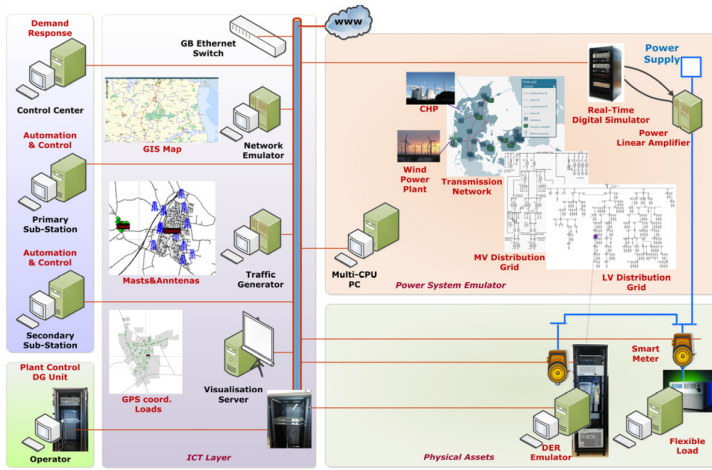 Demand
Response
Control Center
Automation
& Control
Primary
Sub-Station
Automation
& Control
Secondary
Sub-Station
Plant Control
DG Unit
Operator
GB Ethernet
Switch
GIS Map
Network
Emulator
Masts&Anntenas
Traffic
Generator
GPS coord.
Loads
Visualisation
Server
ICT Layer
www
CHP
Wind
Power
Plant
Transmission
Network
Real-Time
Digital Simulator
Power
Supply
Power
Linear Amplifier
MV Distribution
Grid
LV Distribution
Grid
Multi-CPU
PC
Power System Emulator
Smart
Meter
DER
Emulator
Flexible
Load
Physical Assets